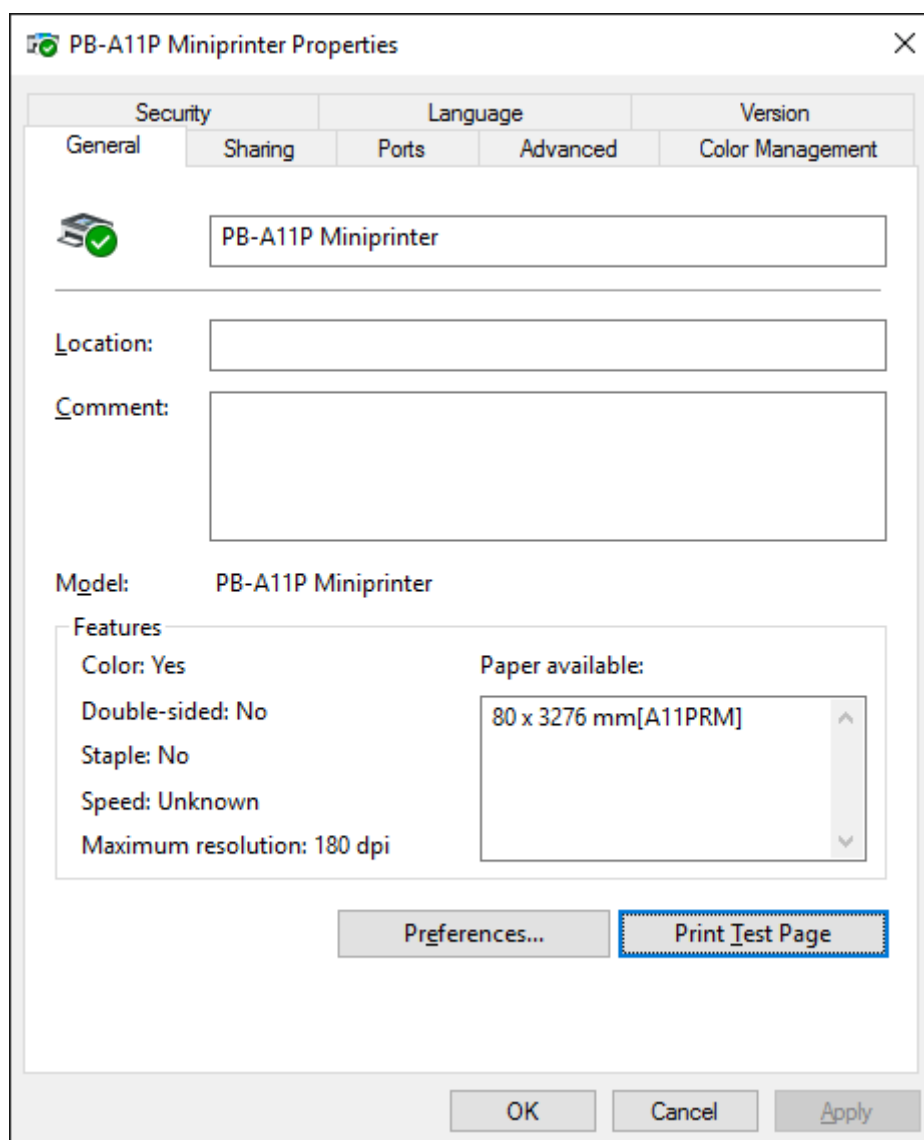 PB-A11P Miniprinter Properties
Security Language Version
General Sharing Ports Advanced Color Management
PB-A11P Miniprinter
Location:
Comment:
Model: PB-A11P Miniprinter
Features
Color: Yes
Double-sided: No
Staple: No
Speed: Unknown
Maximum resolution: 180 dpi
Paper available:
80 x 3276 mm[A11PRM]
Preferences...
Print Test Page
OK Cancel Apply